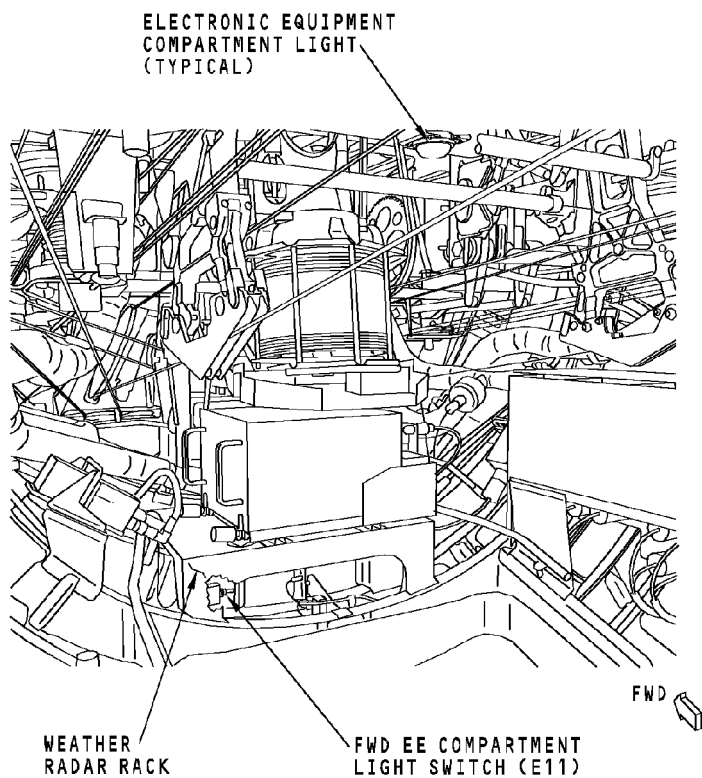 ELECTRONIC EQUIPMENT
COMPARTMENT LIGHT
(TYPICAL)
FWD
WEATHER
RADAR RACK
FWD EE COMPARTMENT
LIGHT SWITCH (E11)